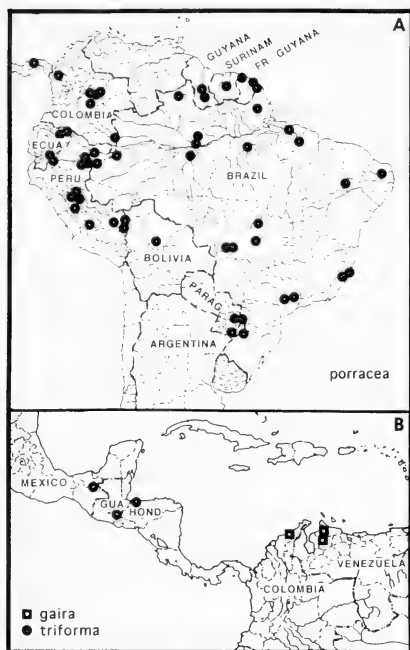 A
GUYANA
SURINAM
FR GUYANA
COLOMBIA
ECUA
PERU
BRAZIL
BOLIVIA
PARAG
ARGENTINA
porracea
B
MEXICO
GUA
HOND
VENEZUELA
COLOMBIA
gaira
triforma